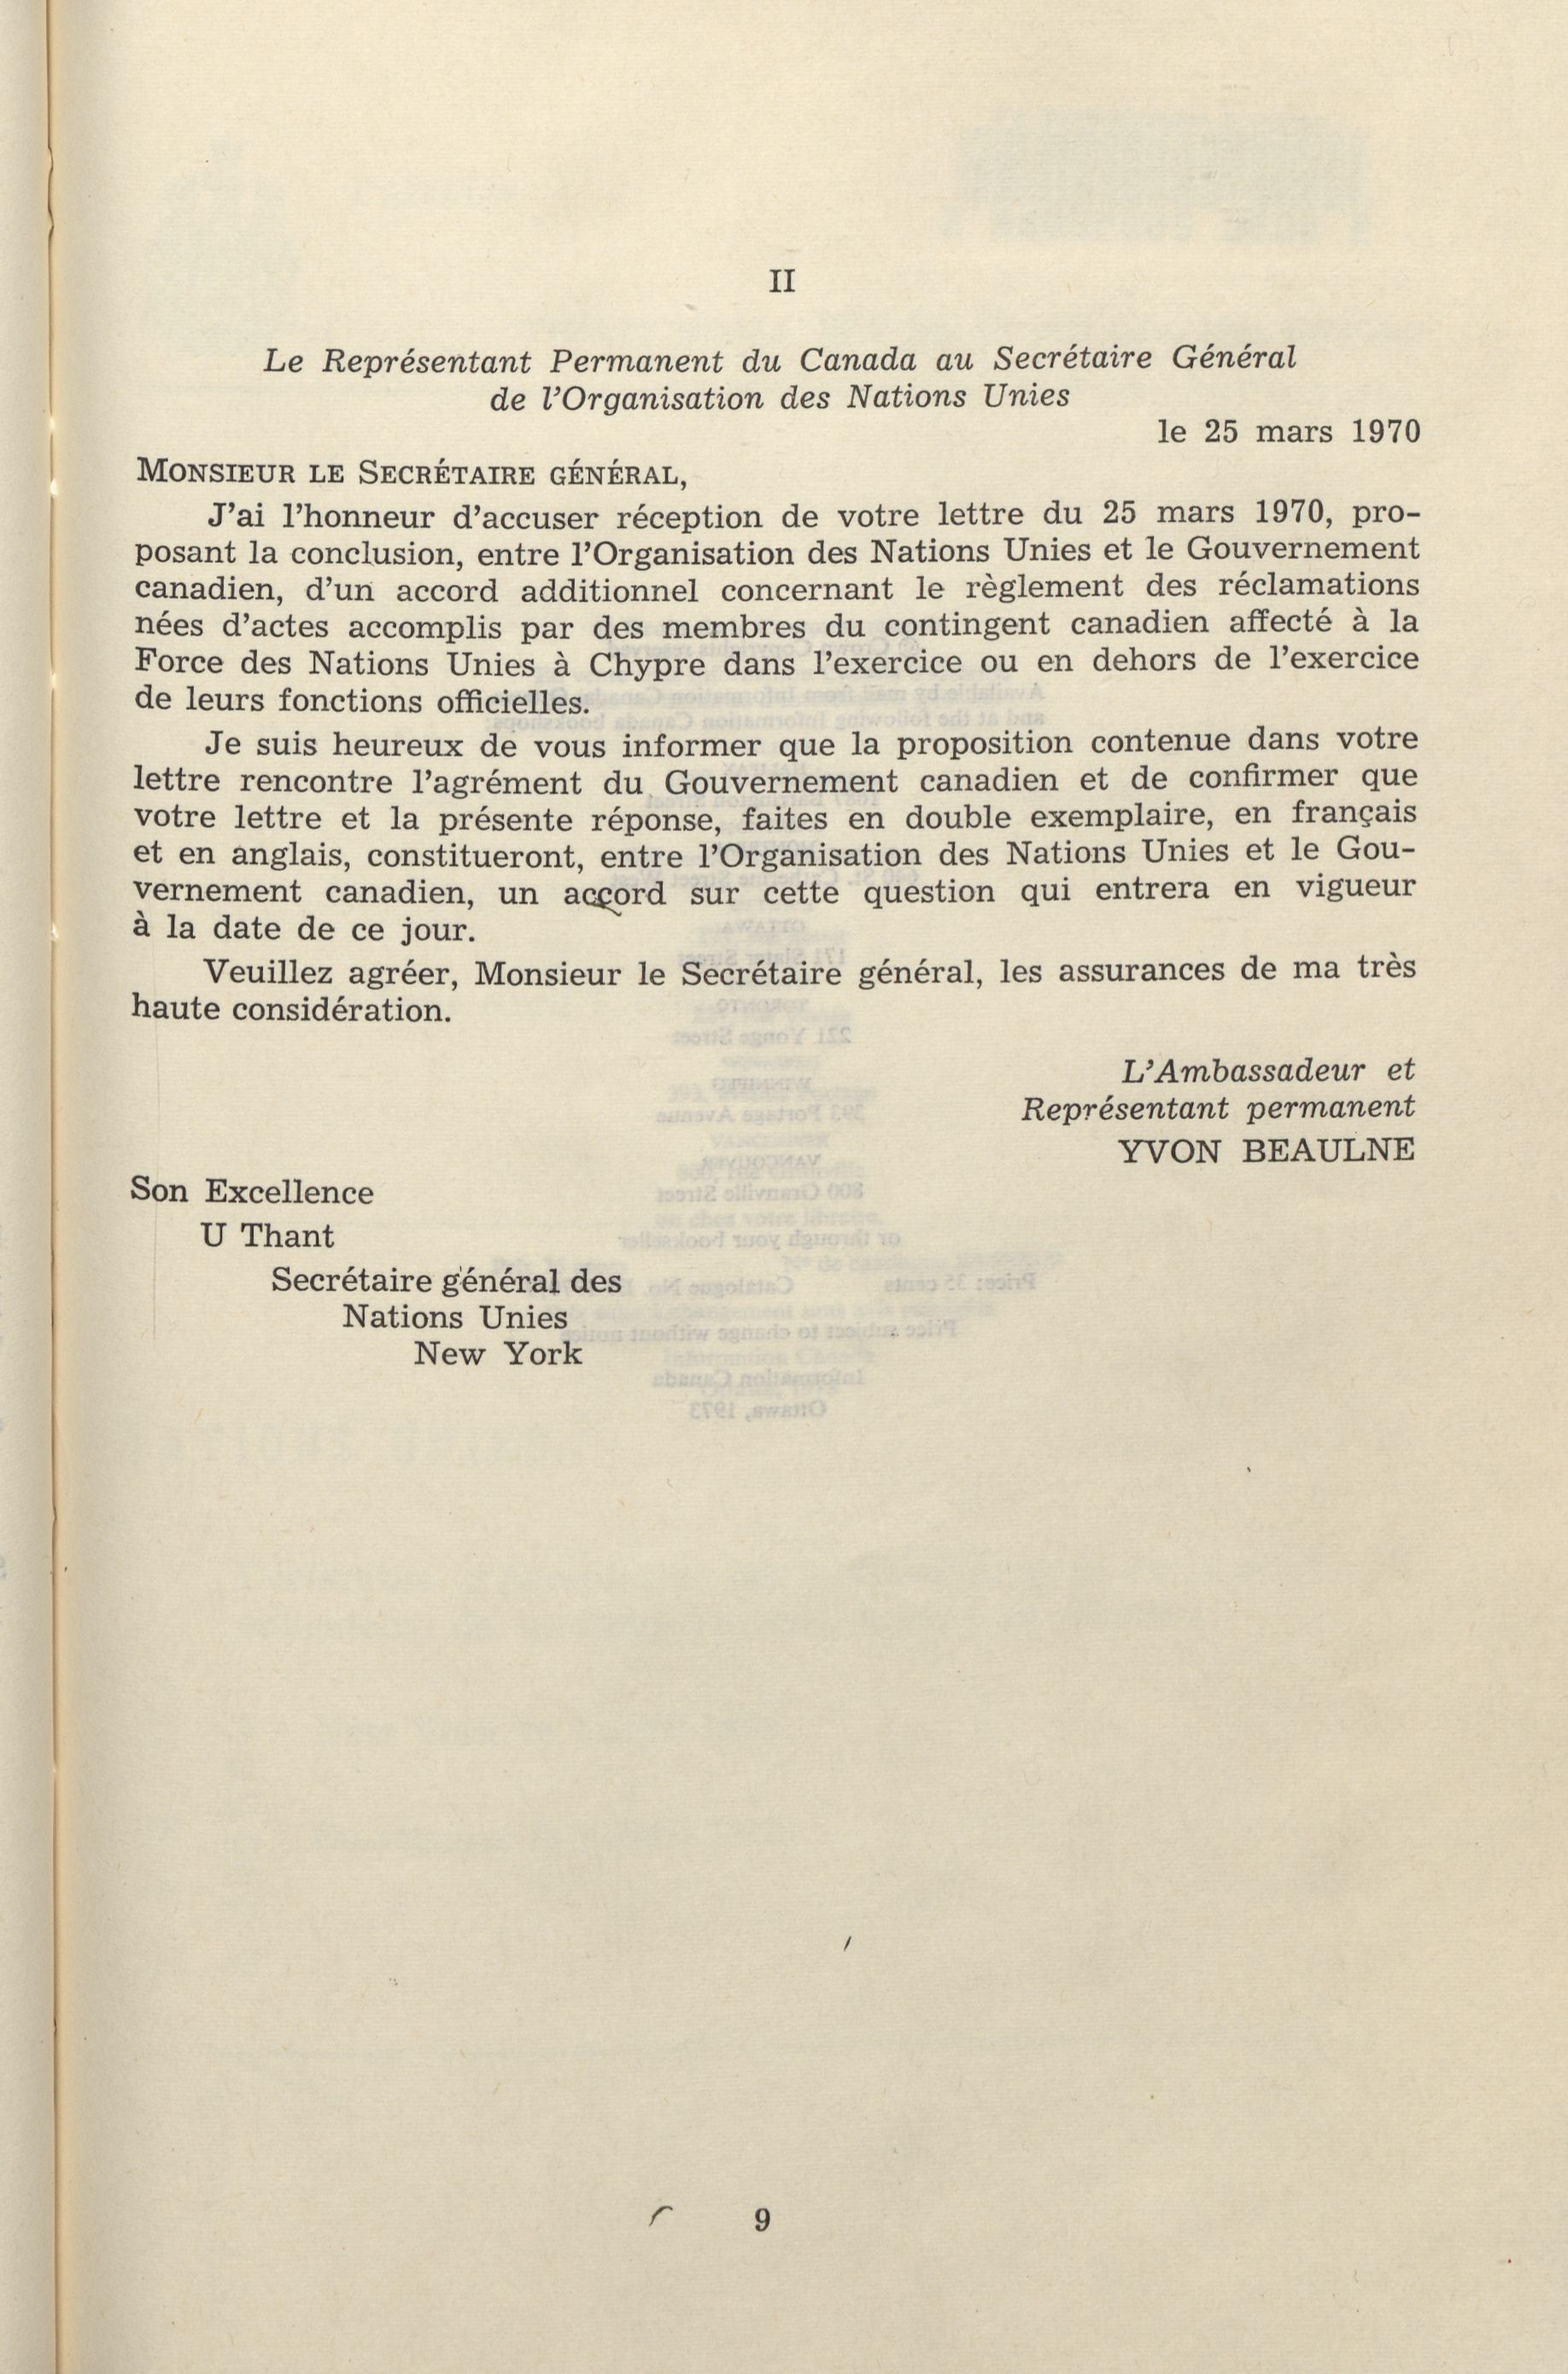 II
Le Représentant Permanent du Canada au Secrétaire Général
de l'Organisation des Nations Unies
le 25 mars 1970
MONSIEUR LE SECRÉTAIRE GÉNÉRAL,
J'ai l'honneur d'accuser réception de votre lettre du 25 mars 1970, pro-
posant la conclusion, entre l'Organisation des Nations Unies et le Gouvernement
canadien, d'un accord additionnel concernant le règlement des réclamations
nées d'actes accomplis par des membres du contingent canadien affecté à la
Force des Nations Unies à Chypre dans l'exercice ou en dehors de l'exercice
de leurs fonctions officielles.
Je suis heureux de vous informer que la proposition contenue dans votre
lettre rencontre l'agrément du Gouvernement canadien et de confirmer que
votre lettre et la présente réponse, faites en double exemplaire, en français
et en anglais, constitueront, entre l'Organisation des Nations Unies et le Gou-
vernement canadien, un accord sur cette question qui entrera en vigueur
à la date de ce jour.
Veuillez agréer, Monsieur le Secrétaire général, les assurances de ma très
haute considération.
L'Ambassadeur et
Représentant permanent
YVON BEAULNE
Son Excellence
U Thant
Secrétaire général des
Nations Unies
New York
9